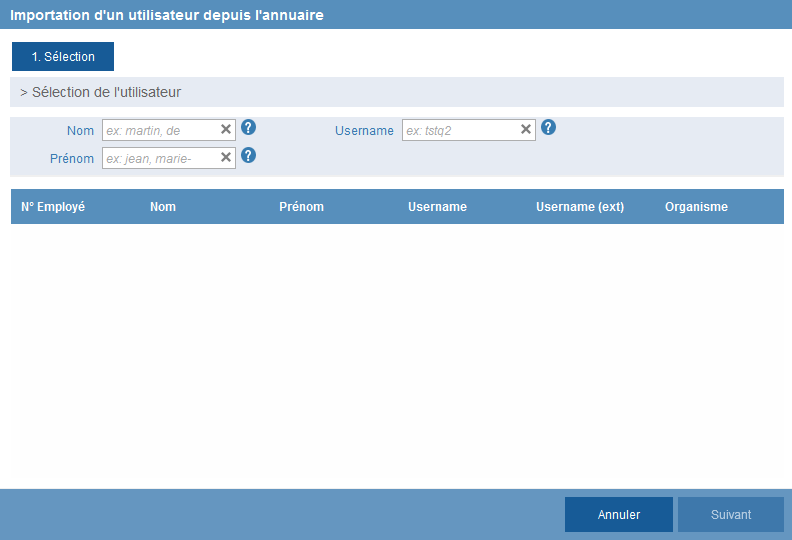 Importation d'un utilisateur depuis l'annuaire
1. Sélection
> Sélection de l'utilisateur
Nom ex: martin, de ? Username ex: tstq2 ?
Prénom ex: jean, marie- ?
N° Employé Nom Prénom Username Username (ext) Organisme
Annuler Suivant